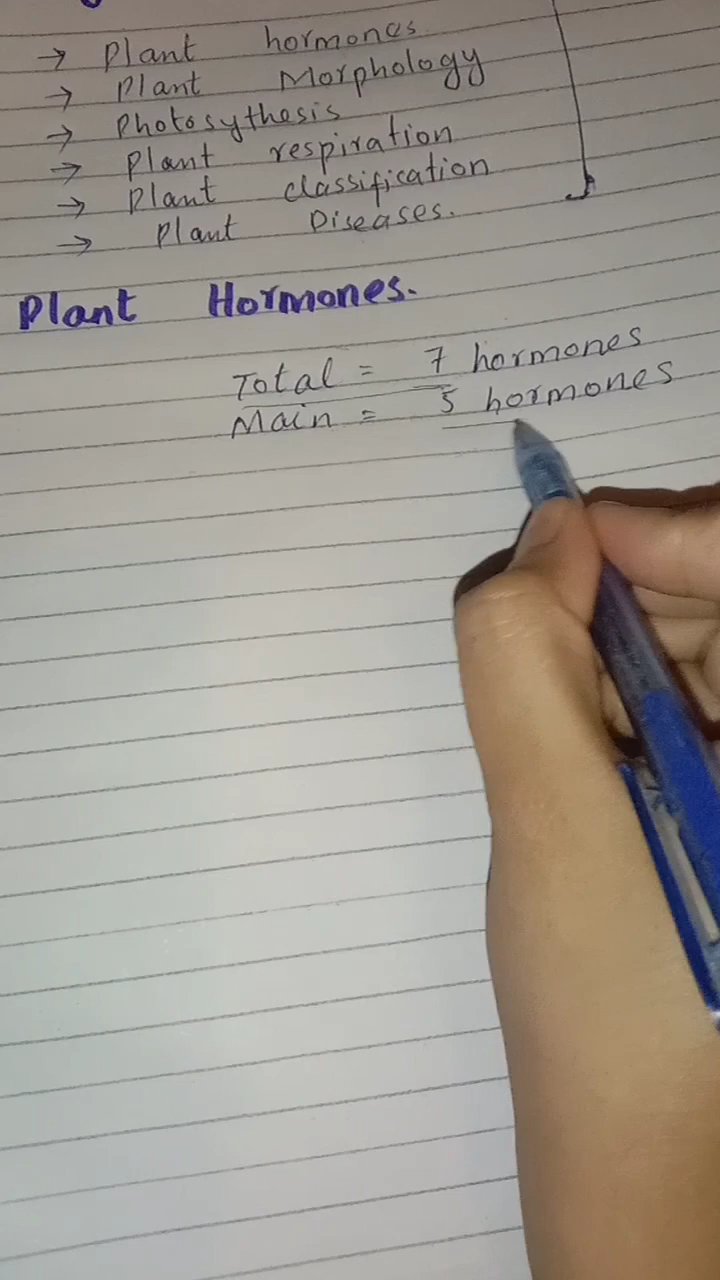 → Plant hormones
→ Plant Morphology
→ Photosythesis
→ Plant respiration
→ Plant classification
→ Plant Diseases.
Plant Hormones.
Total = 7 hormones
Main = 5 hormones